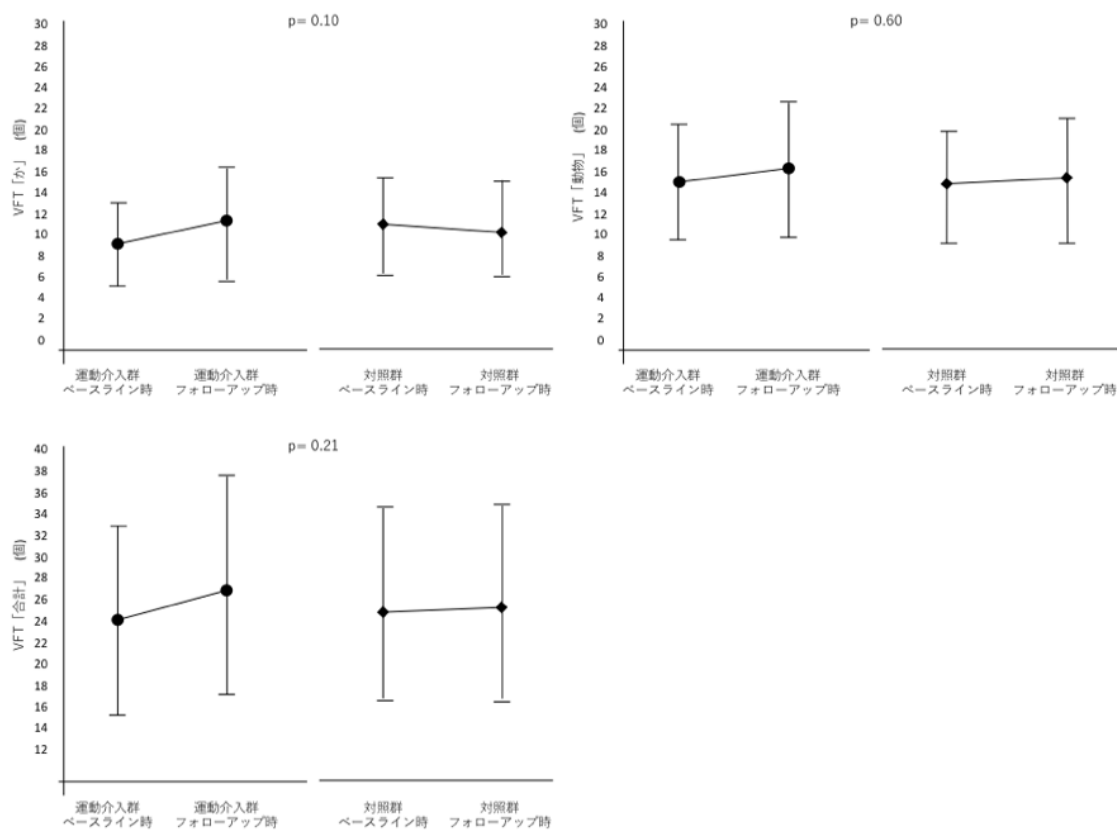 p= 0.10
VFT「か」 (個)
30
28
26
24
22
20
18
16
14
12
10
8
6
4
2
0
運動介入群
ベースライン時
運動介入群
フォローアップ時
対照群
ベースライン時
対照群
フォローアップ時
p= 0.60
VFT「動物」 (個)
30
28
26
24
22
20
18
16
14
12
10
8
6
4
2
0
運動介入群
ベースライン時
運動介入群
フォローアップ時
対照群
ベースライン時
対照群
フォローアップ時
p= 0.21
VFT「合計」 (個)
40
38
36
34
32
30
28
26
24
22
20
18
16
14
12
運動介入群
ベースライン時
運動介入群
フォローアップ時
対照群
ベースライン時
対照群
フォローアップ時